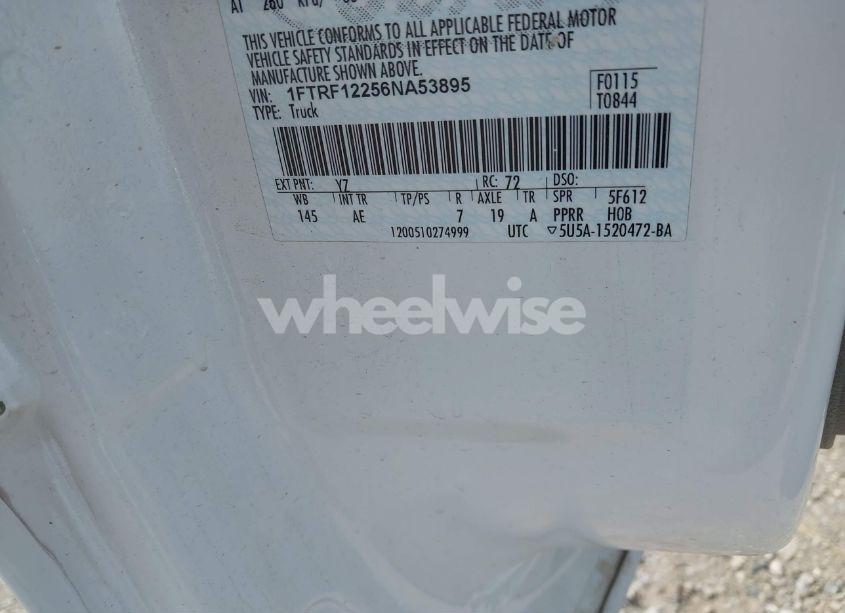 AT 260
THIS VEHICLE CONFORMS TO ALL APPLICABLE FEDERAL MOTOR
VEHICLE SAFETY STANDARDS IN EFFECT ON THE DATE OF
MANUFACTURE SHOWN ABOVE.
VIN: 1FTRF12256NA53895
TYPE: Truck
F0115
T0844
EXT PNT: YZ RC: 72 DSO:
WB INT TR TP/PS R AXLE TR SPR 5F612
145 AE 7 19 A PPRR HOB
1200510274999 UTC ▽5U5A-1520472-BA
wheelwise